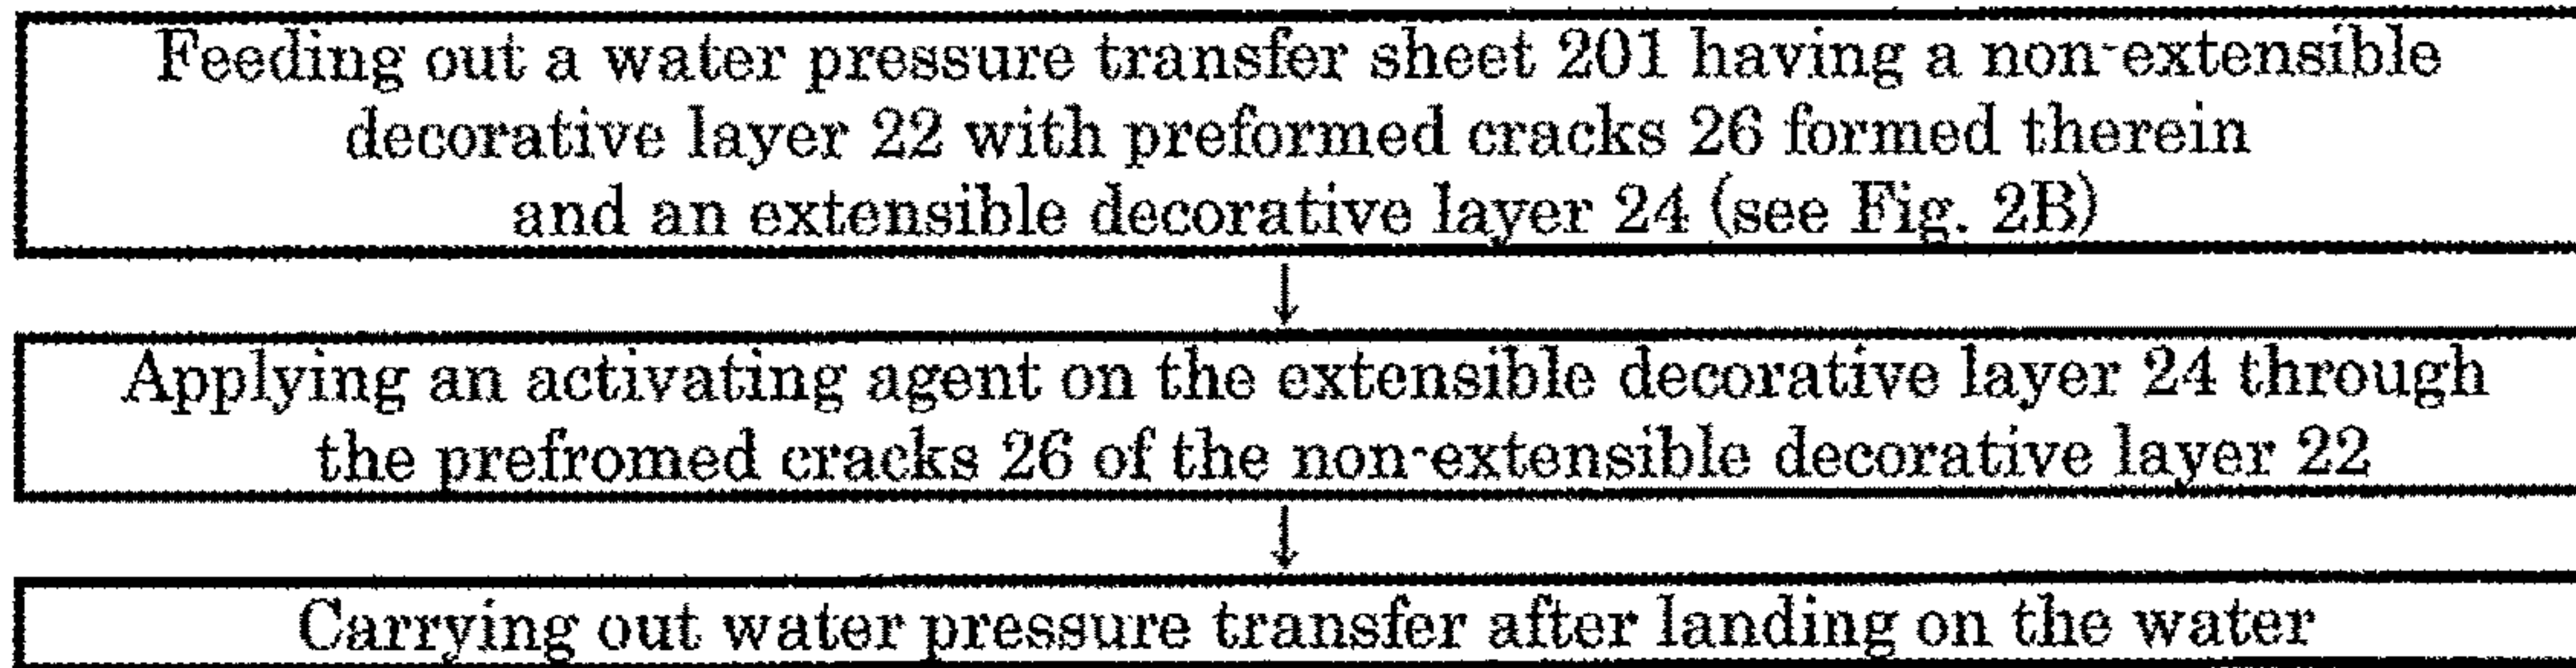 Feeding out a water pressure transfer sheet 201 having a non-extensible
decorative layer 22 with preformed cracks 26 formed therein
and an extensible decorative layer 24 (see Fig. 2B)
↓
Applying an activating agent on the extensible decorative layer 24 through
the prefromed cracks 26 of the non-extensible decorative layer 22
↓
Carrying out water pressure transfer after landing on the water